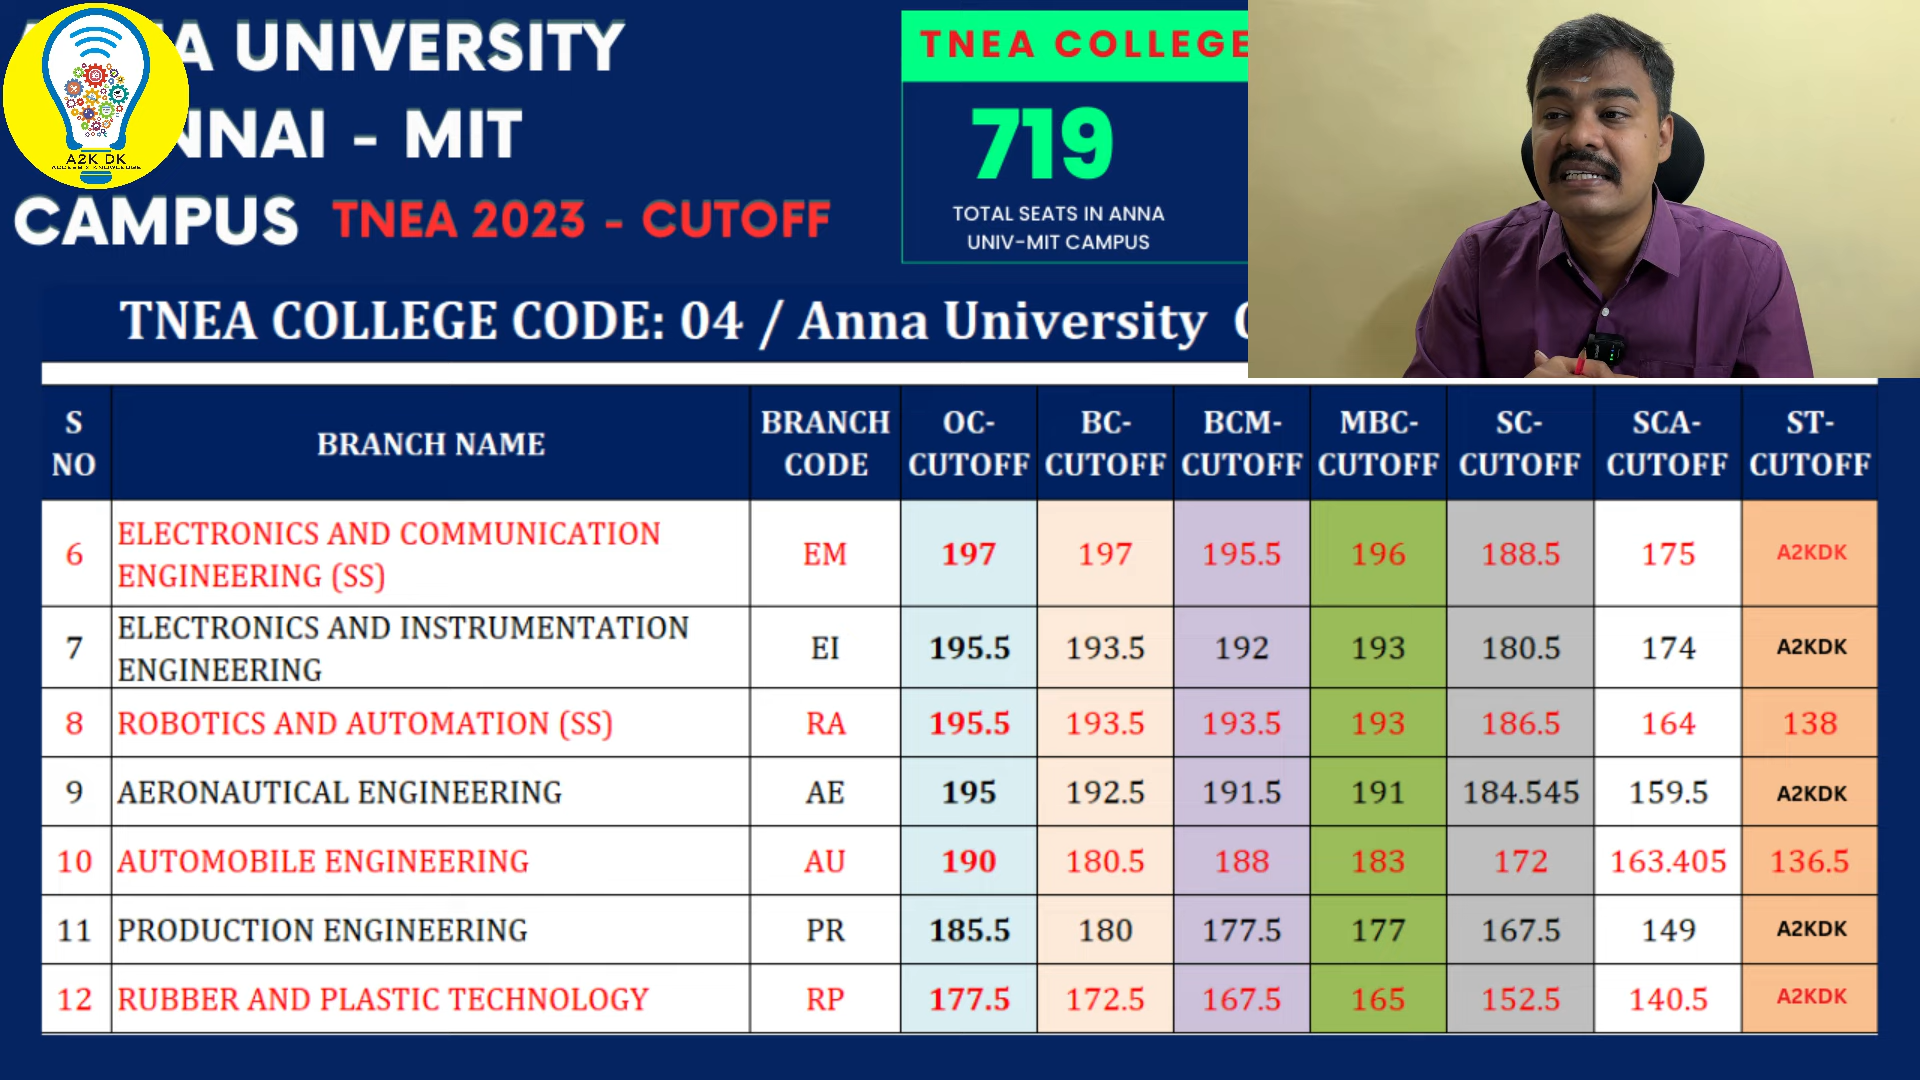 A UNIVERSITY
NNAI - MIT
CAMPUS TNEA 2023 - CUTOFF
A2K DK
ACCESS 2 KNOWLEDGE
TNEA COLLEGE
719
TOTAL SEATS IN ANNA
UNIV-MIT CAMPUS
TNEA COLLEGE CODE: 04 / Anna University
S NO BRANCH NAME BRANCH CODE OC-CUTOFF BC-CUTOFF BCM-CUTOFF MBC-CUTOFF SC-CUTOFF SCA-CUTOFF ST-CUTOFF
6 ELECTRONICS AND COMMUNICATION ENGINEERING (SS) EM 197 197 195.5 196 188.5 175 A2KDK
7 ELECTRONICS AND INSTRUMENTATION ENGINEERING EI 195.5 193.5 192 193 180.5 174 A2KDK
8 ROBOTICS AND AUTOMATION (SS) RA 195.5 193.5 193.5 193 186.5 164 138
9 AERONAUTICAL ENGINEERING AE 195 192.5 191.5 191 184.545 159.5 A2KDK
10 AUTOMOBILE ENGINEERING AU 190 180.5 188 183 172 163.405 136.5
11 PRODUCTION ENGINEERING PR 185.5 180 177.5 177 167.5 149 A2KDK
12 RUBBER AND PLASTIC TECHNOLOGY RP 177.5 172.5 167.5 165 152.5 140.5 A2KDK